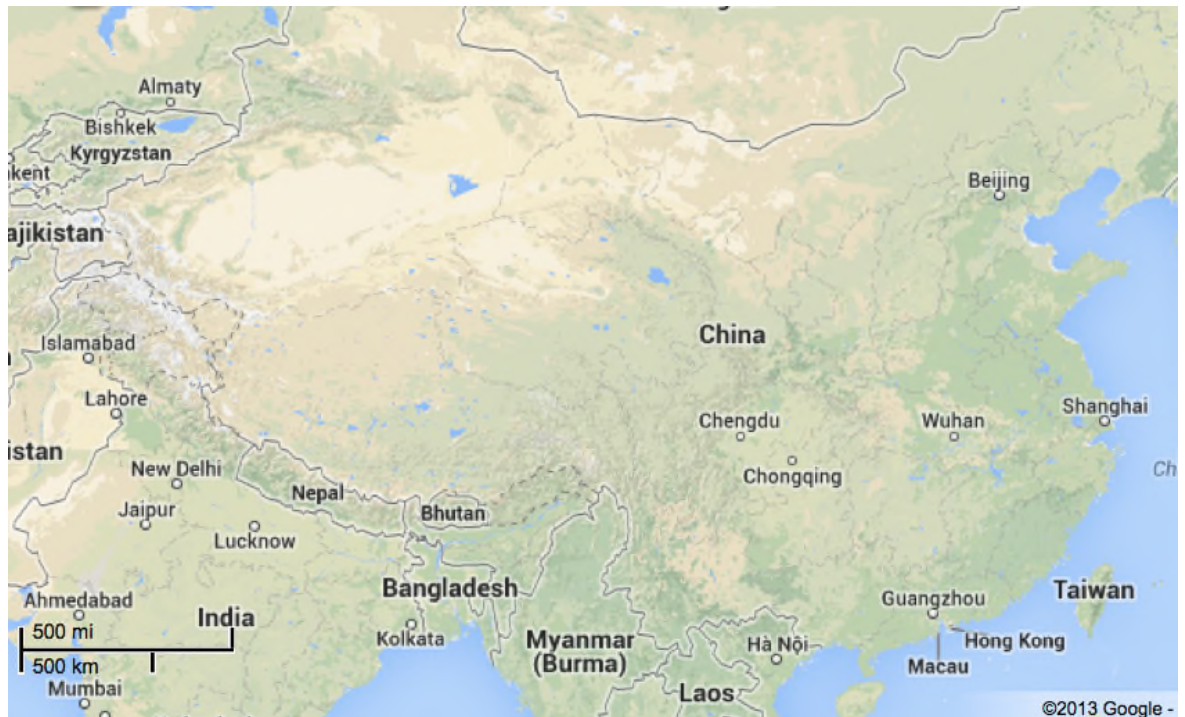 Almaty
Bishkek
Kyrgyzstan
kent
ajikistan
Beijing
Islamabad
China
Lahore
Chengdu
Wuhan
Shanghai
istan
New Delhi
Chongqing
Ch
Nepal
Jaipur
Bhutan
Lucknow
Bangladesh
Taiwan
Ahmedabad
India
Guangzhou
500 mi
Kolkata
Myanmar
(Burma)
Hà Nội
Hong Kong
500 km
Macau
Mumbai
Laos
©2013 Google -